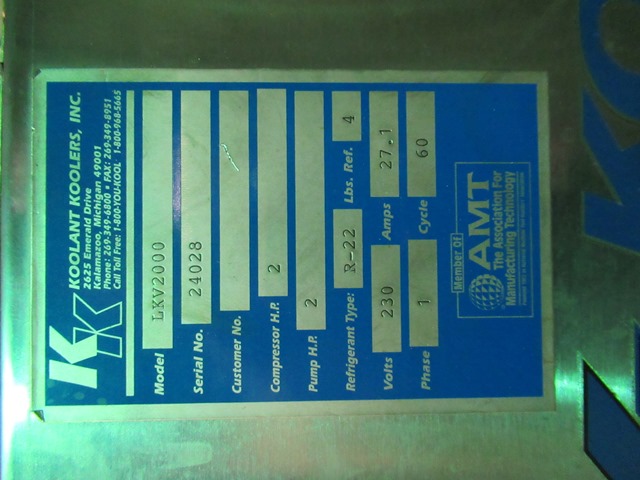 KK
KOOLANT KOOLERS, INC.
2625 Emerald Drive
Kalamazoo, Michigan 49001
Phone: 269-349-6800 • FAX: 269-349-8951
Call Toll Free: 1-800-YOU-KOOL 1-800-968-5665
Model LKV2000
Serial No. 24028
Customer No.
Compressor H.P. 2
Pump H.P. 2
Refrigerant Type: R-22 Lbs. Ref. 4
Volts 230 Amps 27.1
Phase 1 Cycle 60
Member Of
AMT
The Association For
Manufacturing Technology
KO